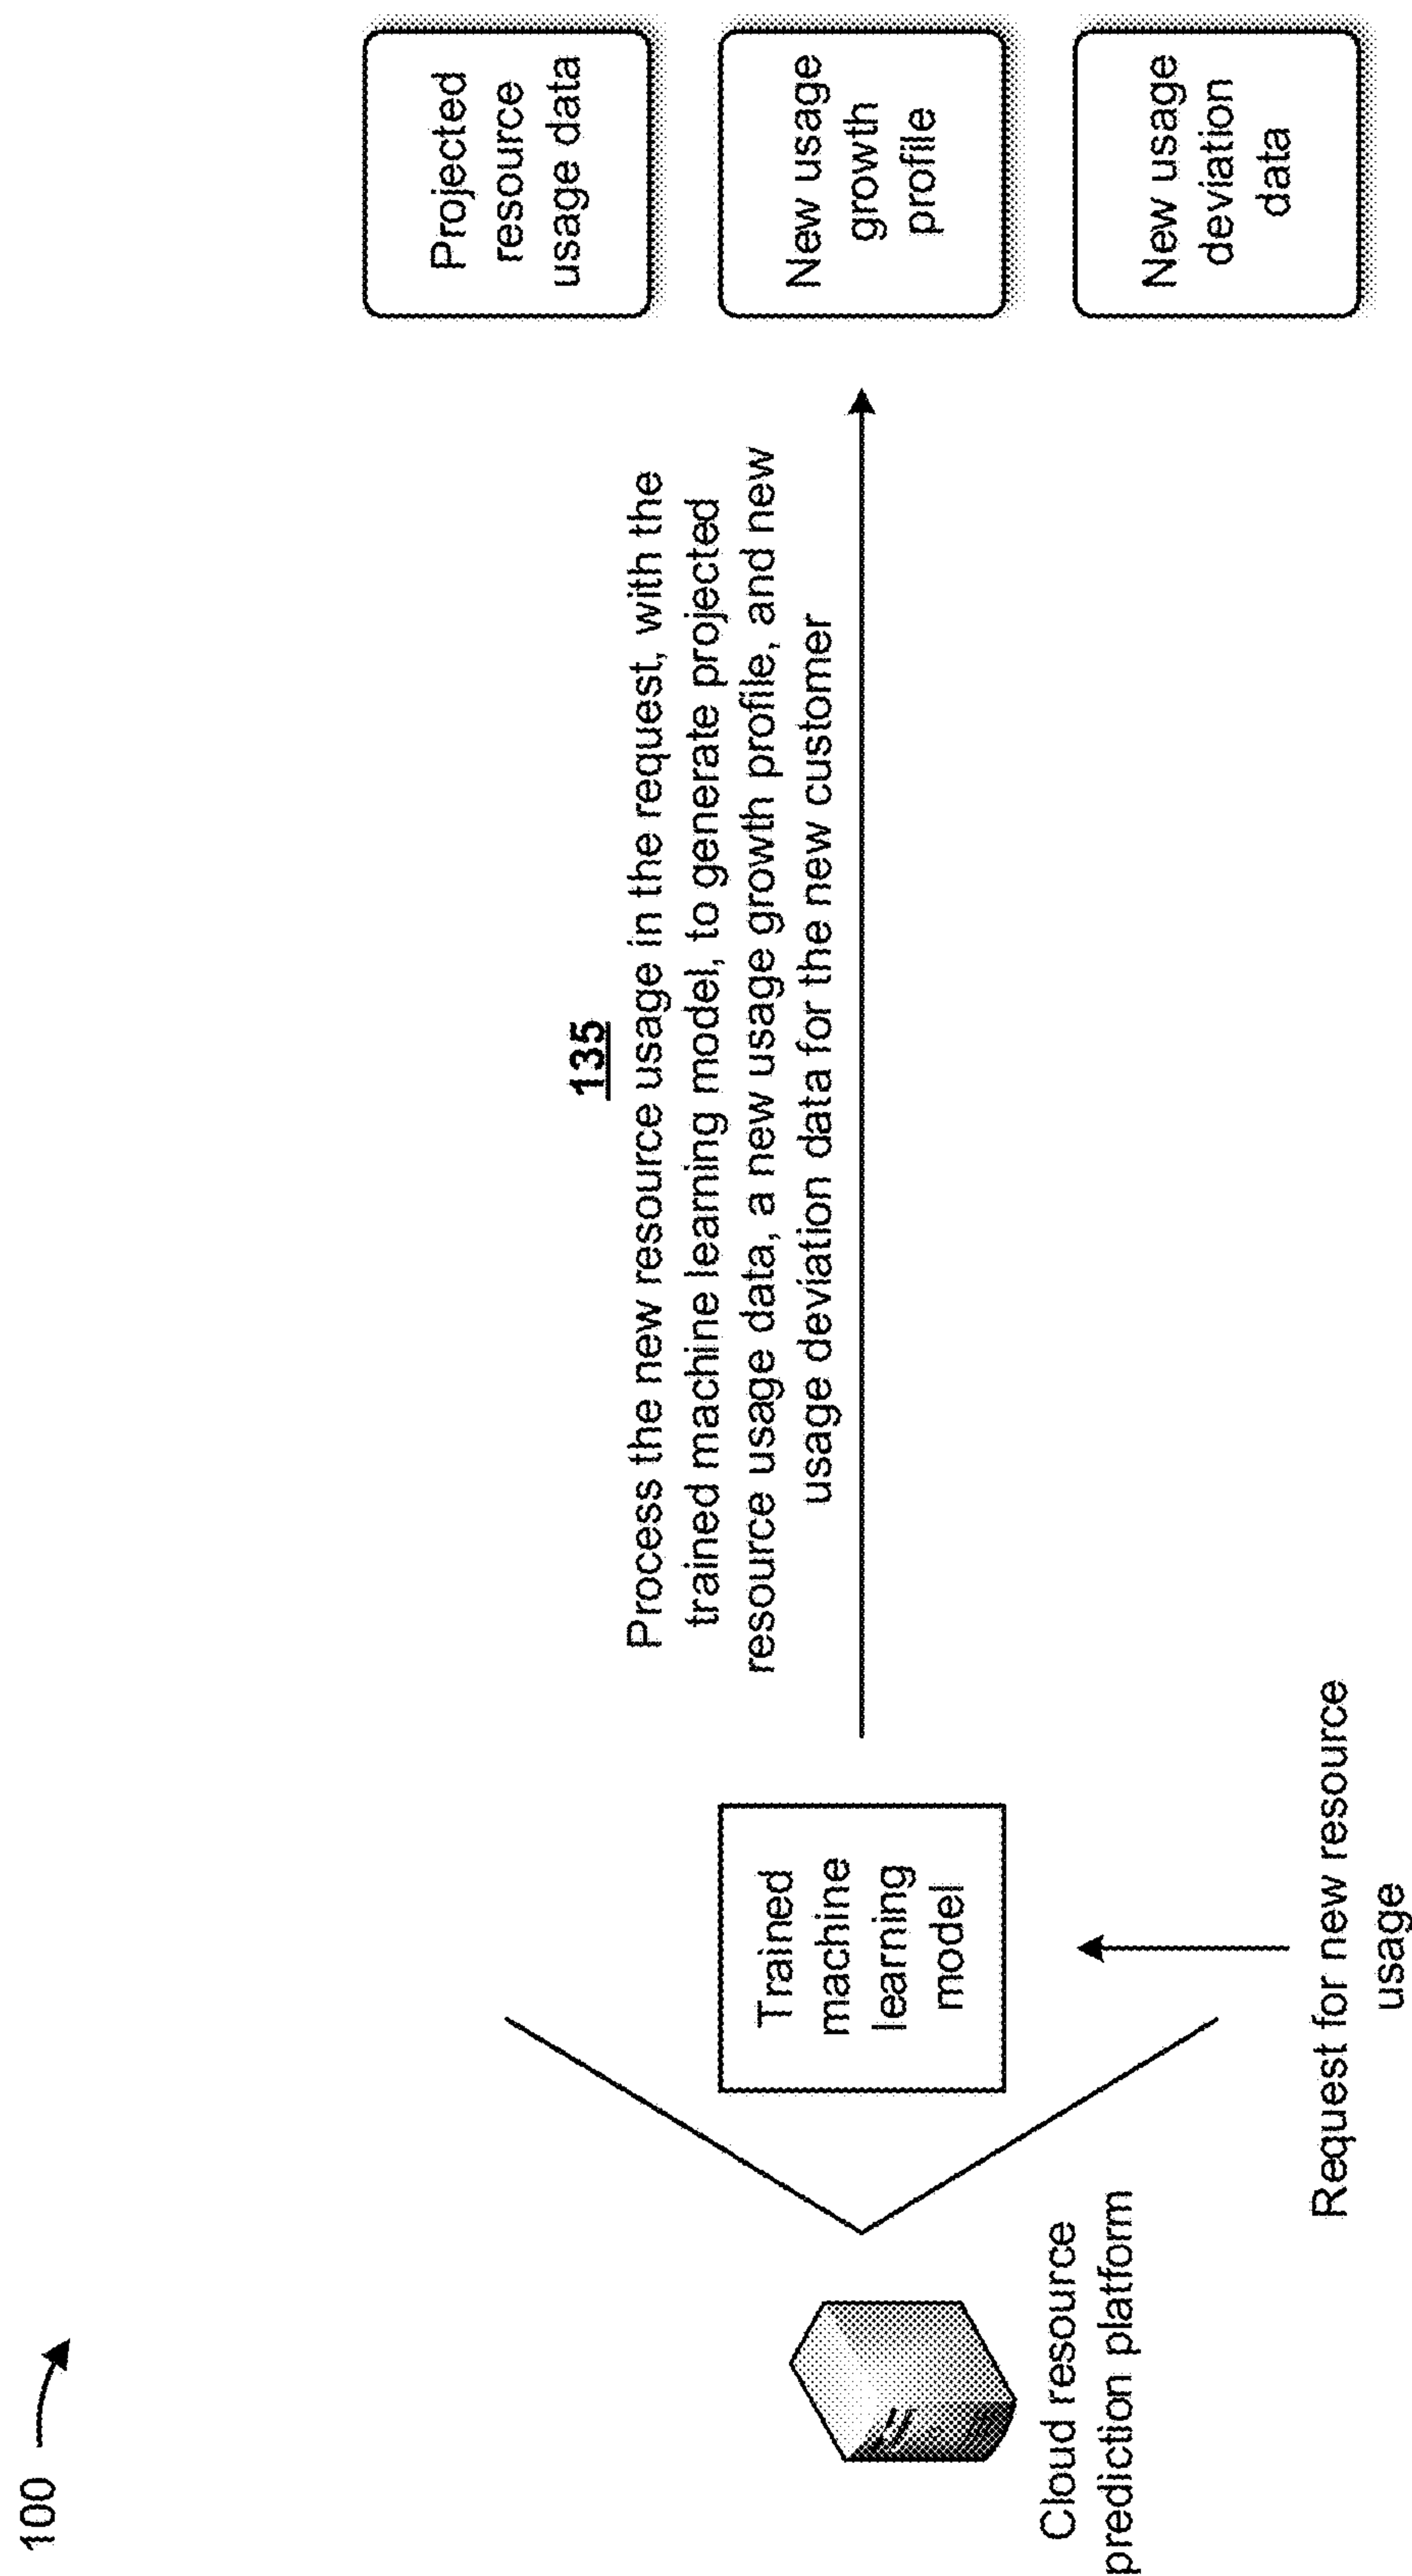 100
135
Process the new resource usage in the request, with the
trained machine learning model, to generate projected
resource usage data, a new usage growth profile, and new
usage deviation data for the new customer
Projected
resource
usage data
New usage
growth
profile
New usage
deviation
data
Trained
machine
learning
model
Cloud resource
prediction platform
Request for new resource
usage